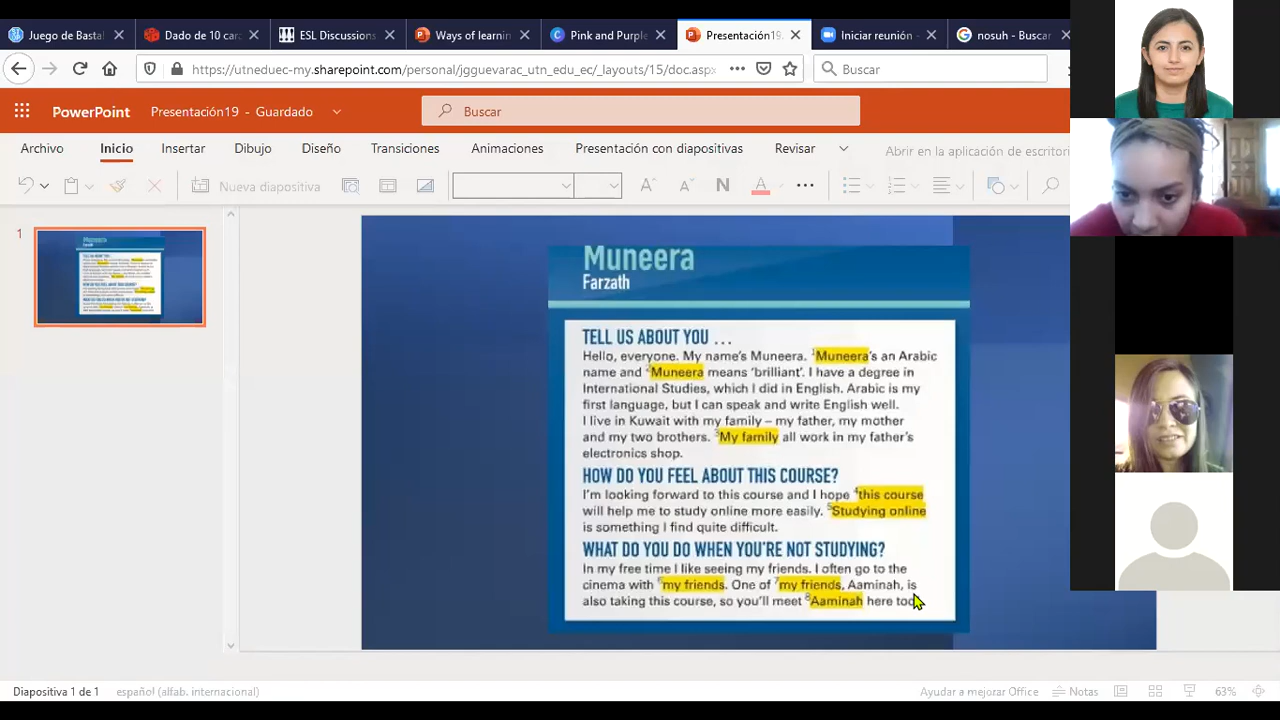 Juego de Bastal
Dado de 10 caras
ESL Discussions
Ways of learnin
Pink and Purple
Presentación19.
Iniciar reunión –
nosuh - Buscar
https://utneduec-my.sharepoint.com/personal/jgguevarac_utn_edu_ec/_layouts/15/doc.aspx
Buscar
PowerPoint
Presentación19 - Guardado
Buscar
Archivo
Inicio
Insertar
Dibujo
Diseño
Transiciones
Animaciones
Presentación con diapositivas
Revisar
Abrir en la aplicación de escritori
Nueva diapositiva
N
A
1
Muneera
Farzath
TELL US ABOUT YOU ...
Hello, everyone. My name's Muneera. 1Muneera's an Arabic
name and 2Muneera means 'brilliant'. I have a degree in
International Studies, which I did in English. Arabic is my
first language, but I can speak and write English well.
I live in Kuwait with my family – my father, my mother
and my two brothers. 3My family all work in my father's
electronics shop.
HOW DO YOU FEEL ABOUT THIS COURSE?
I'm looking forward to this course and I hope 4this course
will help me to study online more easily. 5Studying online
is something I find quite difficult.
WHAT DO YOU DO WHEN YOU'RE NOT STUDYING?
In my free time I like seeing my friends. I often go to the
cinema with 6my friends. One of 7my friends, Aaminah, is
also taking this course, so you'll meet 8Aaminah here too
Diapositiva 1 de 1
español (alfab. internacional)
Ayudar a mejorar Office
Notas
63%